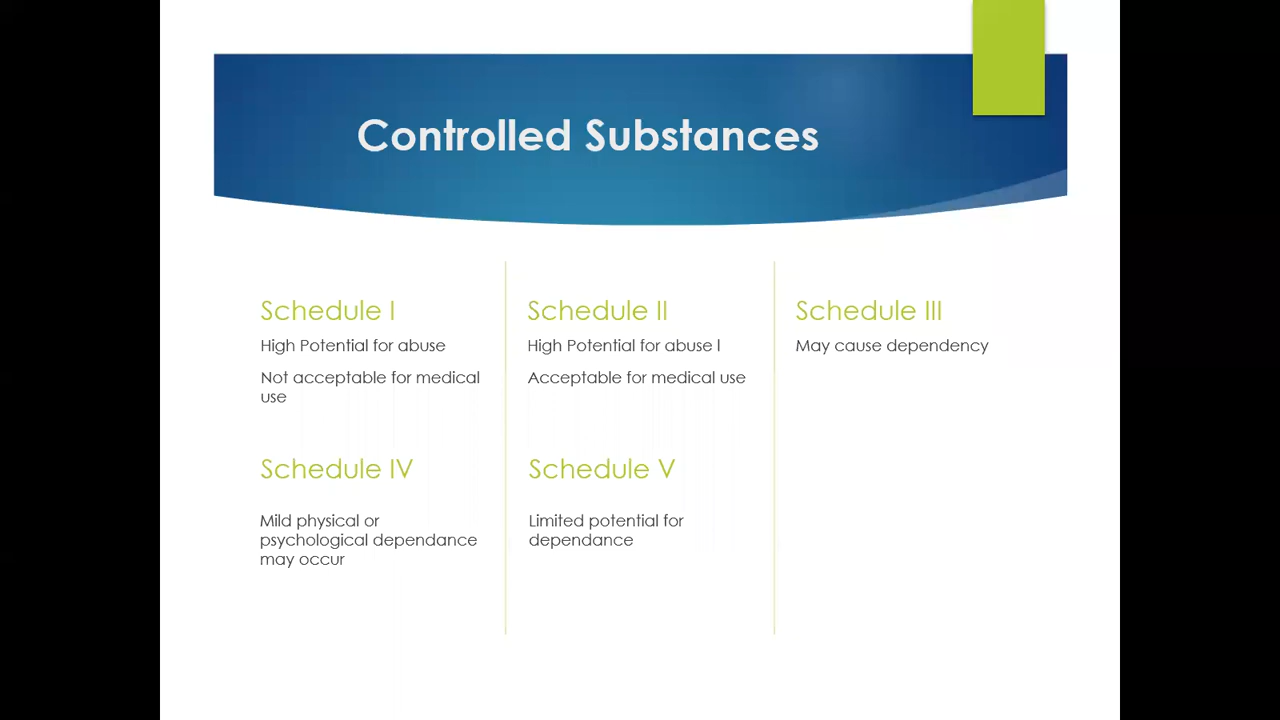 Controlled Substances
Schedule I
High Potential for abuse
Not acceptable for medical
use
Schedule II
High Potential for abuse l
Acceptable for medical use
Schedule III
May cause dependency
Schedule IV
Mild physical or
psychological dependance
may occur
Schedule V
Limited potential for
dependance